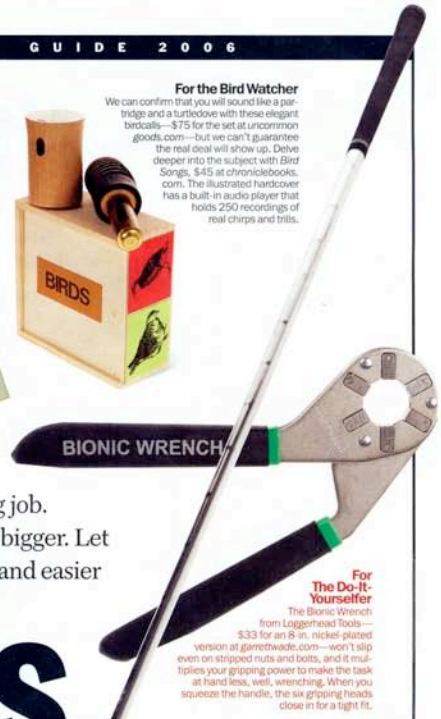 GUIDE 2006
For the Bird Watcher
We can confirm that you will sound like a par-
tridge and a turtledove with these elegant
birdcalls—$75 for the set at uncommon
goods.com—but we can't guarantee
the real deal will show up. Delve
deeper into the subject with Bird
Songs, $45 at chroniclebooks.
com. The illustrated hardcover
has a built-in audio player that
holds 250 recordings of
real chirps and trills.
BIRDS
BIONIC WRENCH
g job.
bigger. Let
and easier
S
For
The Do-It-
Yourselfer
The Bionic Wrench
from Loggerhead Tools—
$33 for an 8-in. nickel-plated
version at garrettwade.com—won't slip
even on stripped nuts and bolts, and it mul-
tiplies your gripping power to make the task
at hand less, well, wrenching. When you
squeeze the handle, the six gripping heads
close in for a tight fit.